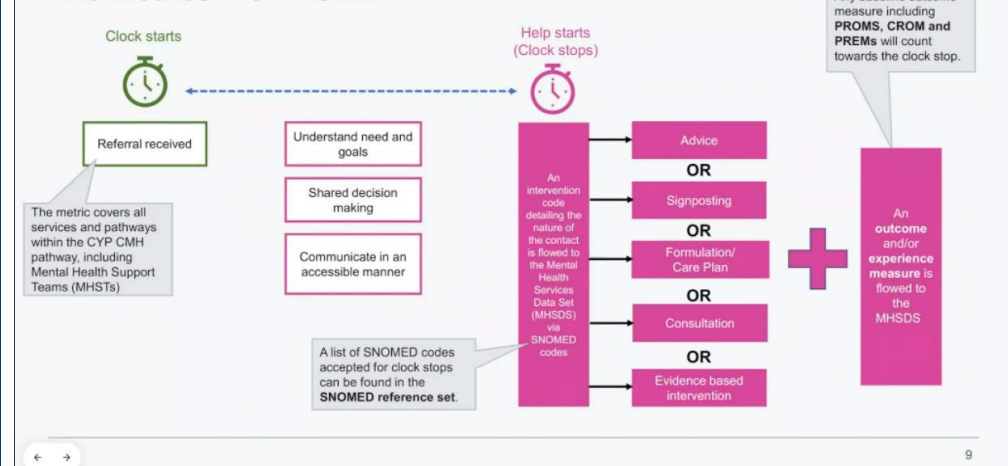 measure including
PROMS, CROM and
PREMs will count
towards the clock stop.
Clock starts
Help starts
(Clock stops)
Referral received
The metric covers all
services and pathways
within the CYP CMH
pathway, including
Mental Health Support
Teams (MHSTs)
Understand need and
goals
Shared decision
making
Communicate in an
accessible manner
A list of SNOMED codes
accepted for clock stops
can be found in the
SNOMED reference set.
An
intervention
code
detailing the
nature of
the contact
is flowed to
the Mental
Health
Services
Data Set
(MHSDS)
via
SNOMED
codes
Advice
OR
Signposting
OR
Formulation/
Care Plan
OR
Consultation
OR
Evidence based
intervention
An
outcome
and/or
experience
measure is
flowed to
the
MHSDS
9